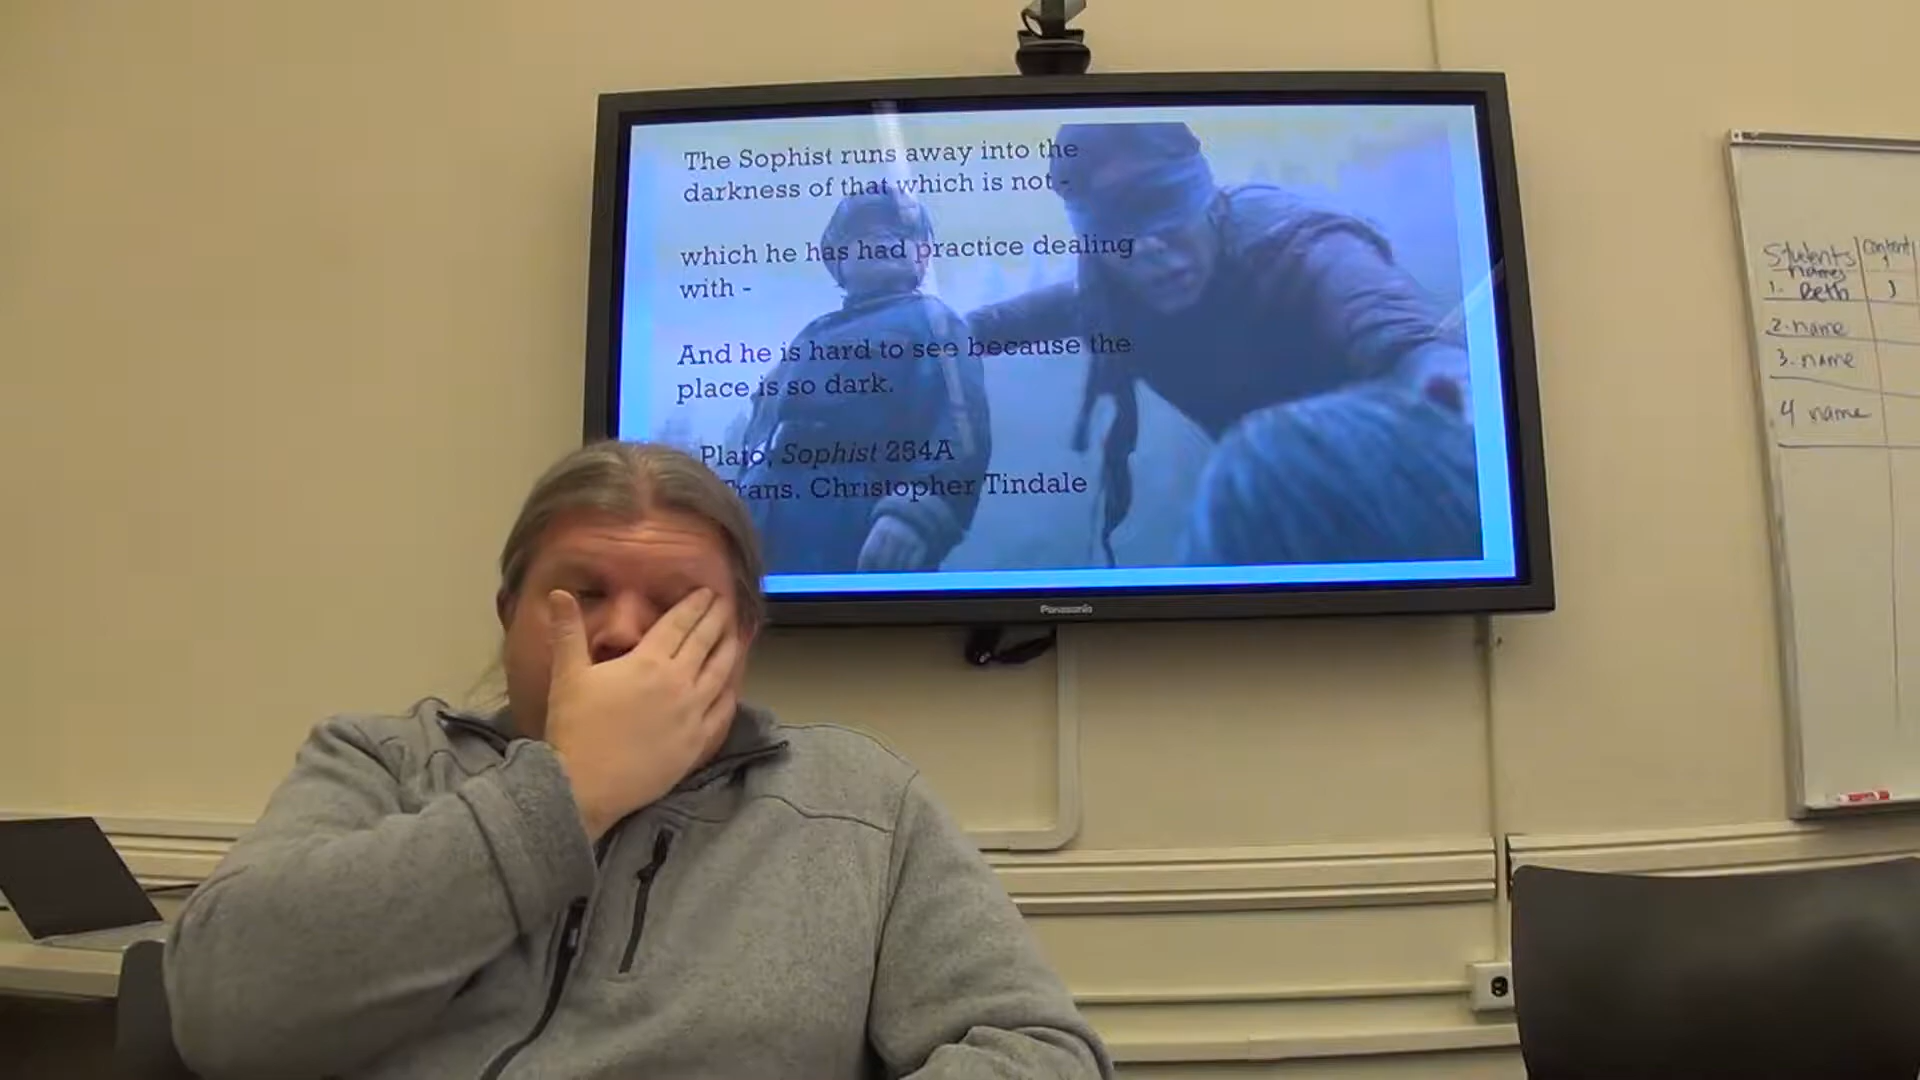 The Sophist runs away into the
darkness of that which is not -
which he has had practice dealing
with -
And he is hard to see because the
place is so dark.
Plato, Sophist 254A
Trans. Christopher Tindale
Panasonic
Students Content
names
1. Beth 1
2. name
3. name
4 name